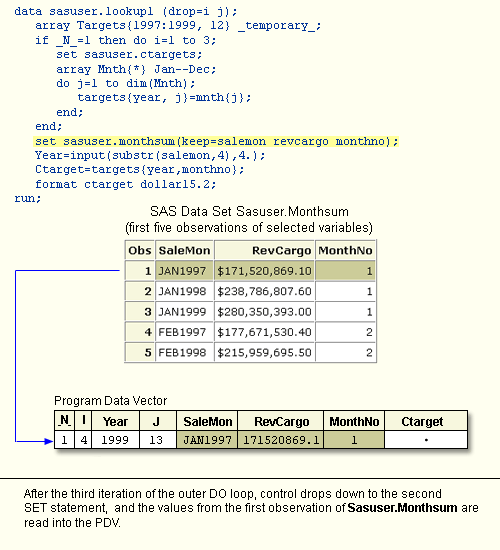 data sasuser.lookup1 (drop=i j);
array Targets{1997:1999, 12} _temporary_;
if _N_=1 then do i=1 to 3;
set sasuser.ctargets;
array Mnth{*} Jan--Dec;
do j=1 to dim(Mnth);
targets{year, j}=mnth{j};
end;
end;
set sasuser.monthsum(keep=salemon revcargo monthno);
Year=input(substr(salemon,4),4.);
Ctarget=targets{year,monthno};
format ctarget dollar15.2;
run;
SAS Data Set Sasuser.Monthsum
(first five observations of selected variables)
Obs SaleMon RevCargo MonthNo
1 JAN1997 $171,520,869.10 1
2 JAN1998 $238,786,807.60 1
3 JAN1999 $280,350,393.00 1
4 FEB1997 $177,671,530.40 2
5 FEB1998 $215,959,695.50 2
Program Data Vector
_N_ I Year J SaleMon RevCargo MonthNo Ctarget
1 4 1999 13 JAN1997 171520869.1 1 •
After the third iteration of the outer DO loop, control drops down to the second
SET statement, and the values from the first observation of Sasuser.Monthsum are
read into the PDV.